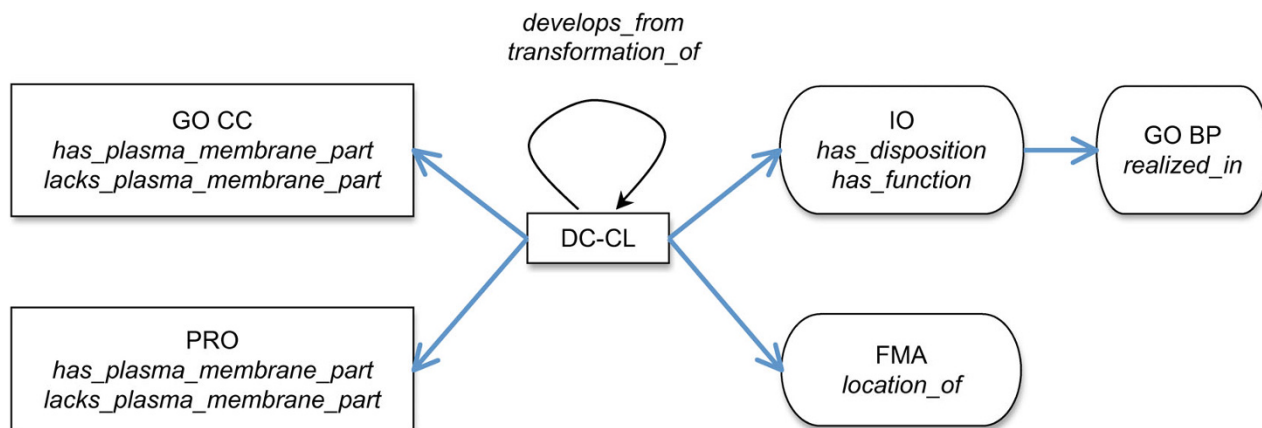 develops_from
transformation_of
GO CC
has_plasma_membrane_part
lacks_plasma_membrane_part
IO
has_disposition
has_function
GO BP
realized_in
DC-CL
PRO
has_plasma_membrane_part
lacks_plasma_membrane_part
FMA
location_of